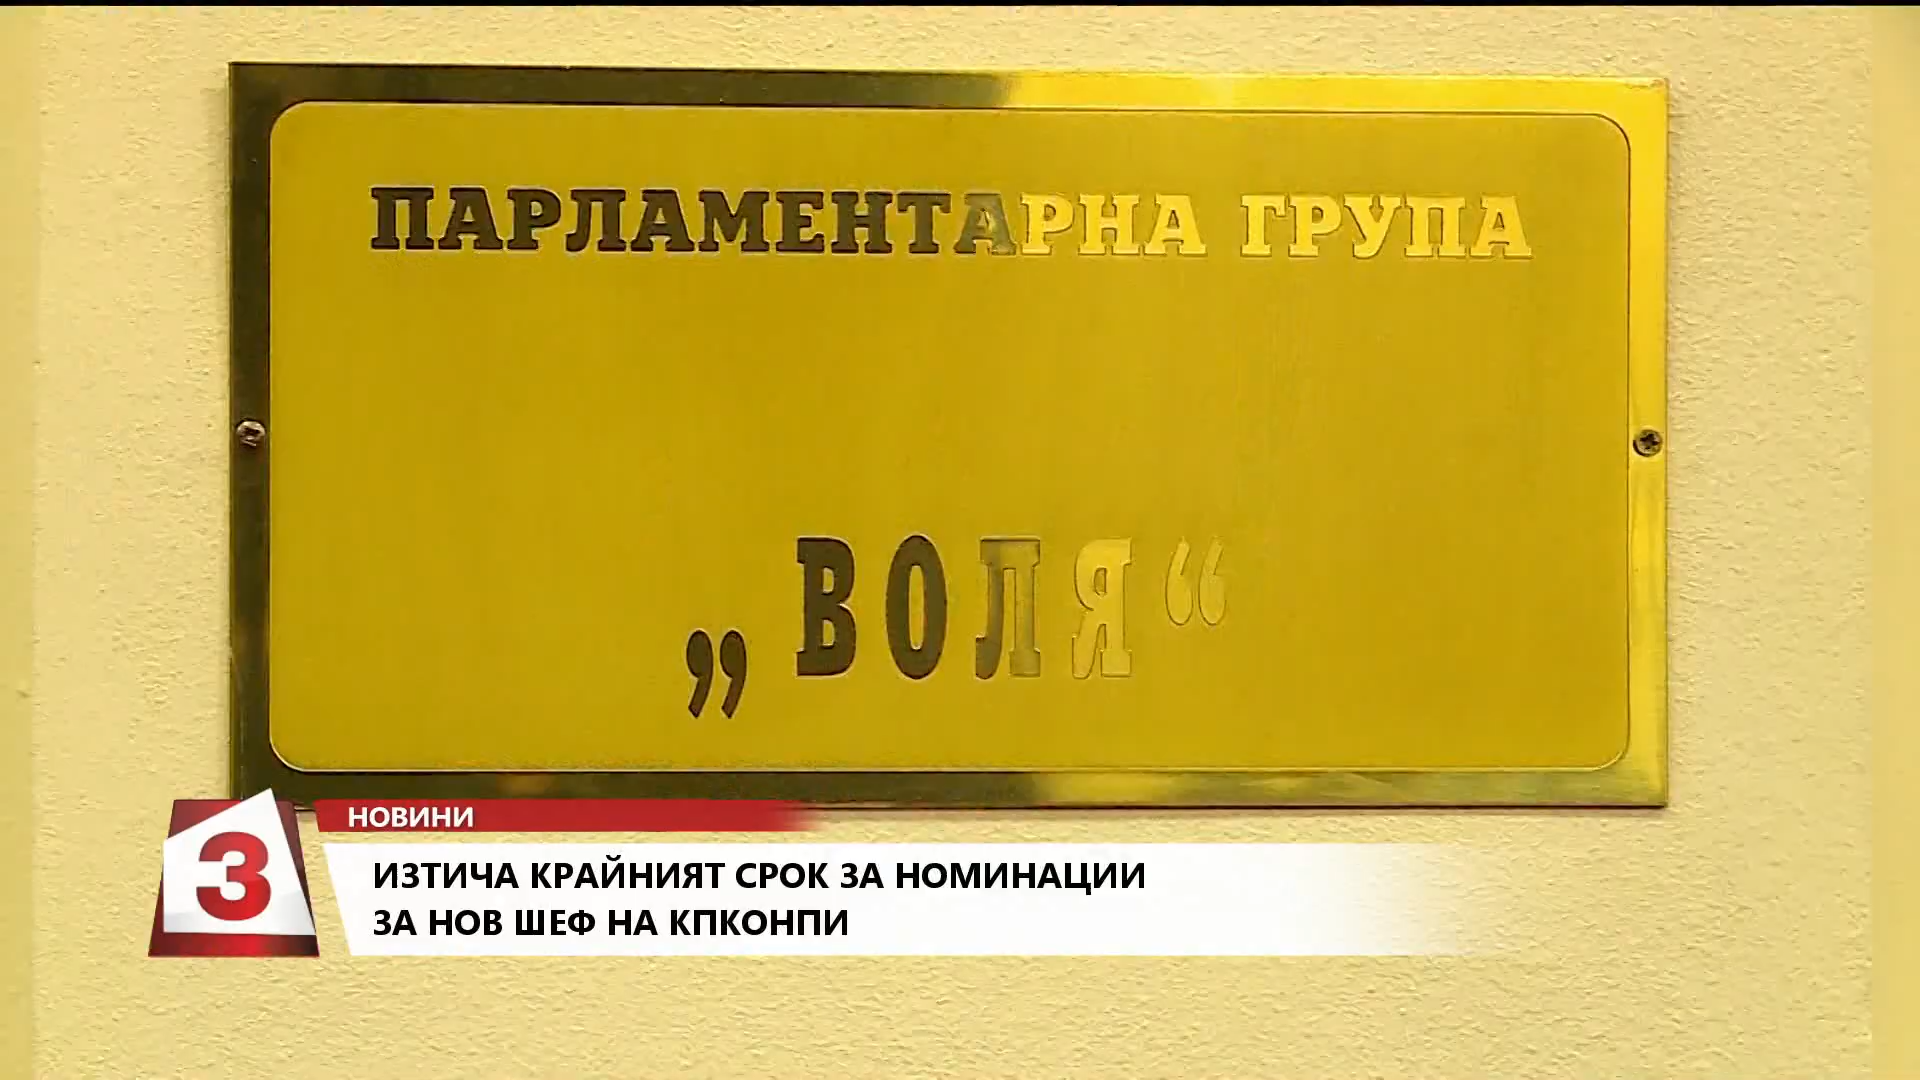 ПАРЛАМЕНТАРНА ГРУПА
„ВОЛЯ“
НОВИНИ
3
ИЗТИЧА КРАЙНИЯТ СРОК ЗА НОМИНАЦИИ
ЗА НОВ ШЕФ НА КПКОНПИ